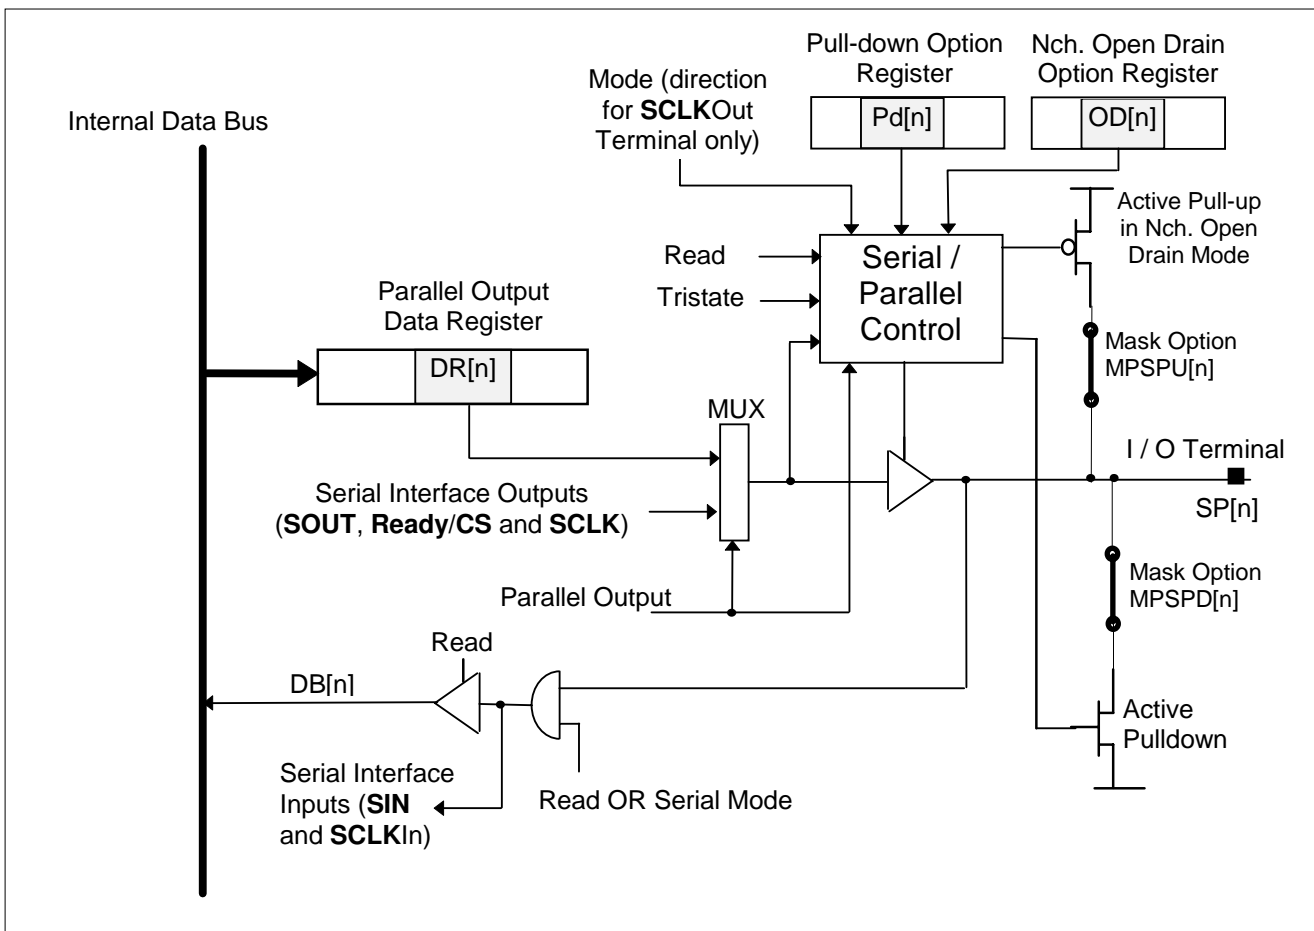 Pull-down Option
Register
Nch. Open Drain
Option Register
Mode (direction
for SCLKOut
Terminal only)
Pd[n]
OD[n]
Internal Data Bus
Active Pull-up
in Nch. Open
Drain Mode
Read
Tristate
Serial /
Parallel
Control
Parallel Output
Data Register
DR[n]
Mask Option
MPSPU[n]
MUX
I / O Terminal
SP[n]
Serial Interface Outputs
(SOUT, Ready/CS and SCLK)
Mask Option
MPSPD[n]
Parallel Output
Read
DB[n]
Active
Pulldown
Serial Interface
Inputs (SIN
and SCLKIn)
Read OR Serial Mode